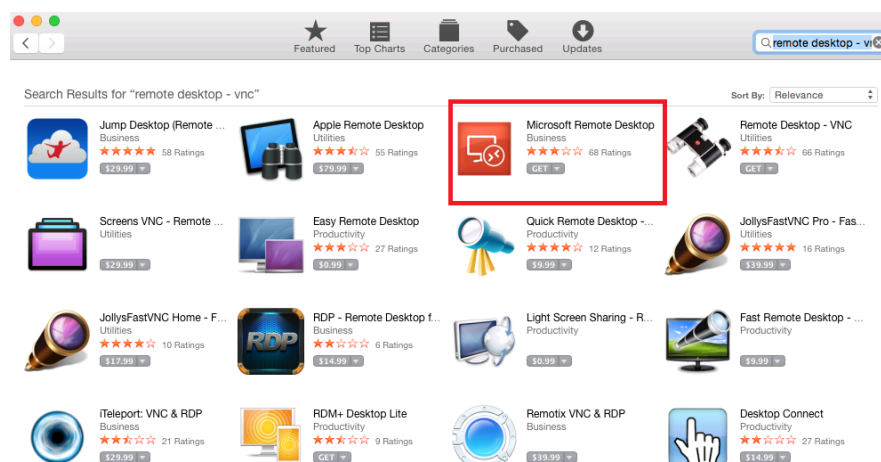 Featured Top Charts Categories Purchased Updates
remote desktop - v
Search Results for “remote desktop - vnc”
Sort By: Relevance
Jump Desktop (Remote ...
Business
58 Ratings
$29.99
Apple Remote Desktop
Utilities
55 Ratings
$79.99
Microsoft Remote Desktop
Business
68 Ratings
GET
Remote Desktop - VNC
Utilities
66 Ratings
GET
Screens VNC - Remote ...
Utilities
$29.99
Easy Remote Desktop
Productivity
27 Ratings
$0.99
Quick Remote Desktop -...
Productivity
12 Ratings
$9.99
JollysFastVNC Pro - Fas...
Utilities
16 Ratings
$39.99
JollysFastVNC Home - F...
Utilities
10 Ratings
$17.99
RDP
RDP - Remote Desktop f...
Business
6 Ratings
$14.99
Light Screen Sharing - R...
Productivity
$0.99
Fast Remote Desktop - ...
Productivity
$9.99
iTeleport: VNC & RDP
Business
21 Ratings
$29.99
RDM+ Desktop Lite
Productivity
9 Ratings
GET
Remotix VNC & RDP
Business
$39.99
Desktop Connect
Productivity
27 Ratings
$14.99